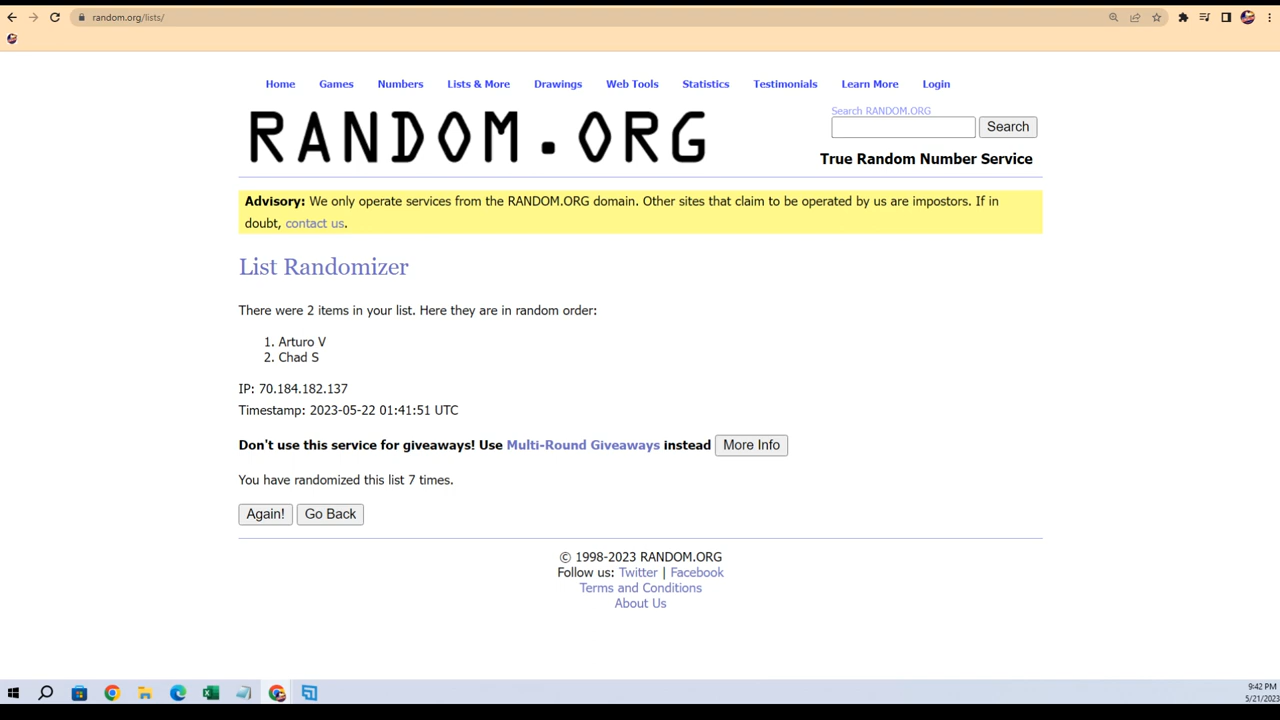 random.org/lists/
Home Games Numbers Lists & More Drawings Web Tools Statistics Testimonials Learn More Login
RANDOM.ORG
Search RANDOM.ORG
Search
True Random Number Service
Advisory: We only operate services from the RANDOM.ORG domain. Other sites that claim to be operated by us are impostors. If in
doubt, contact us.
List Randomizer
There were 2 items in your list. Here they are in random order:
1. Arturo V
2. Chad S
IP: 70.184.182.137
Timestamp: 2023-05-22 01:41:51 UTC
Don't use this service for giveaways! Use Multi-Round Giveaways instead More Info
You have randomized this list 7 times.
Again! Go Back
© 1998-2023 RANDOM.ORG
Follow us: Twitter | Facebook
Terms and Conditions
About Us
9:42 PM
5/21/2023